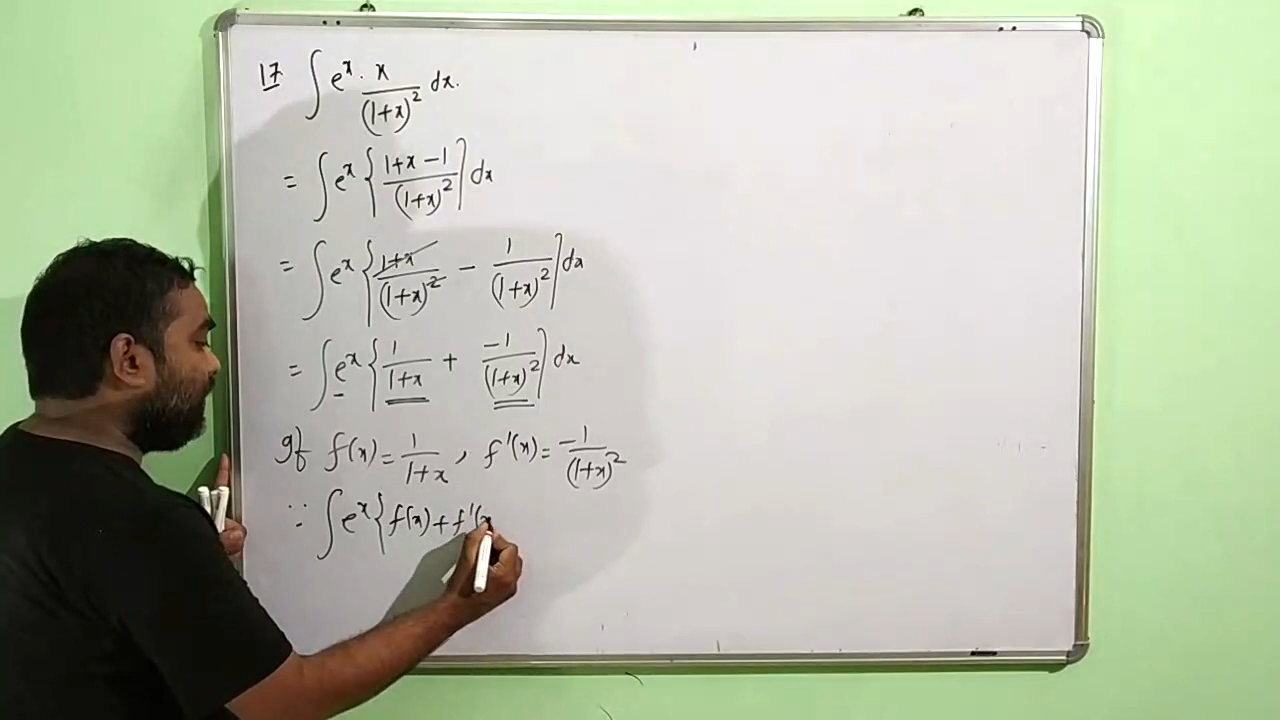 17 ∫ eˣ · x/(1+x)² dx.
= ∫ eˣ { (1+x−1)/(1+x)² ] dx
= ∫ eˣ { (1+x)/(1+x)² − 1/(1+x)² ] dx
= ∫ eˣ { 1/(1+x) + −1/(1+x)² ] dx
If f(x) = 1/(1+x) , f'(x) = −1/(1+x)²
∵ ∫ eˣ { f(x) + f'(x